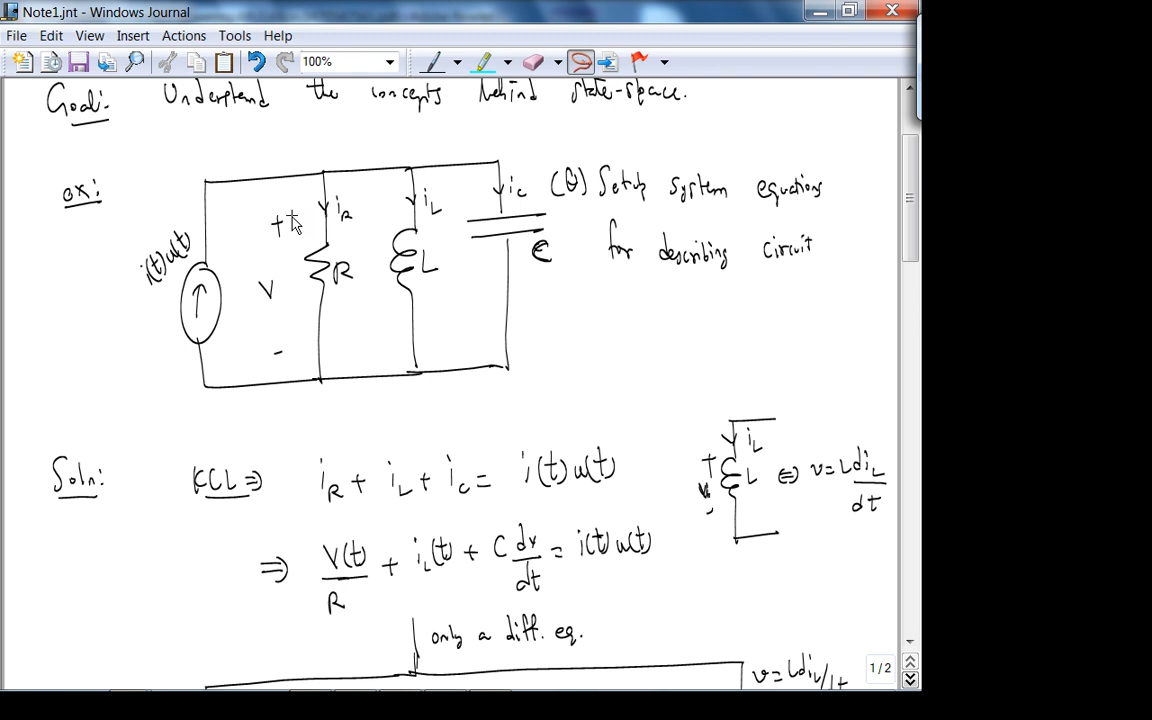 Note1.jnt - Windows Journal
File Edit View Insert Actions Tools Help
100%
Goal: Understand the concepts behind state-space.
ex:
i(t)u(t)
+
V
-
iR
R
iL
L
iC
C
(Q) Setup system equations
for describing circuit
Soln:
KCL ⇒ iR + iL + iC = i(t)u(t)
⇒ V(t)/R + iL(t) + C dv/dt = i(t)u(t)
only a diff. eq.
+ v - iL L ⇔ v = L diL/dt
v = L diL/dt
1/2